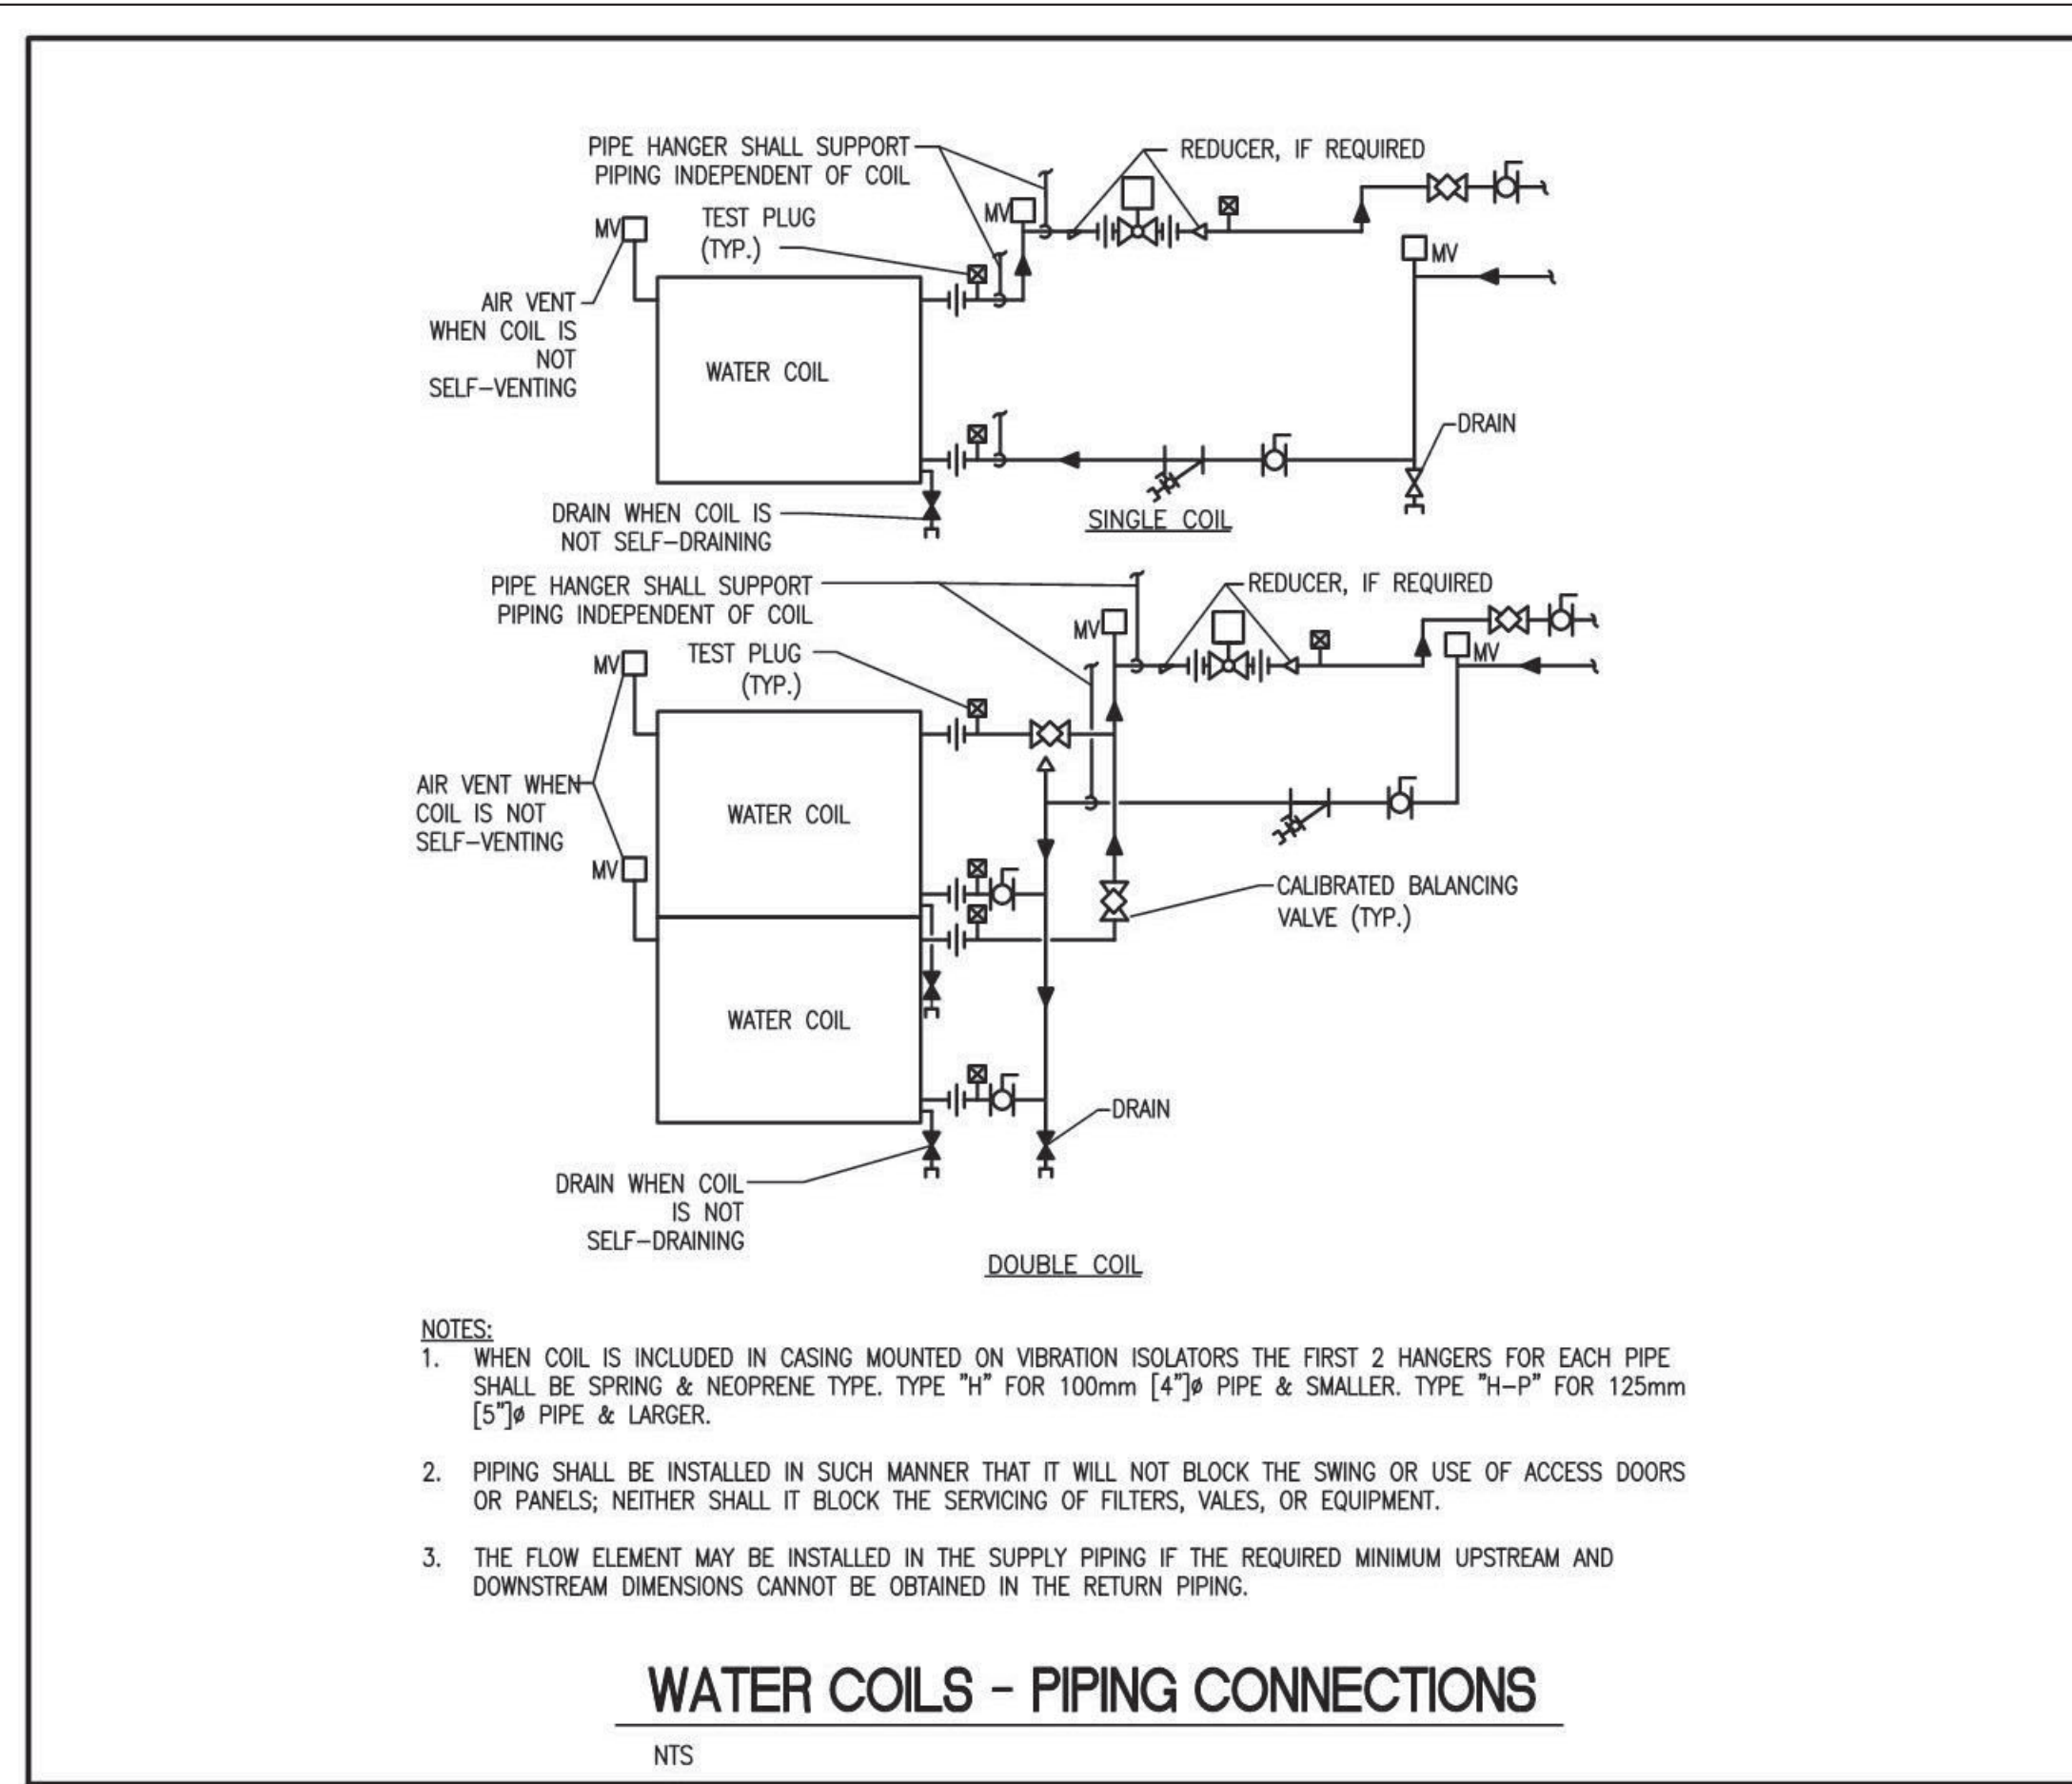 PIPE HANGER SHALL SUPPORT
PIPING INDEPENDENT OF COIL
REDUCER, IF REQUIRED
MV
TEST PLUG
(TYP.)
MV
MV
AIR VENT
WHEN COIL IS
NOT
SELF-VENTING
WATER COIL
DRAIN
DRAIN WHEN COIL IS
NOT SELF-DRAINING
SINGLE COIL
PIPE HANGER SHALL SUPPORT
PIPING INDEPENDENT OF COIL
REDUCER, IF REQUIRED
MV
MV
MV
TEST PLUG
(TYP.)
AIR VENT WHEN
COIL IS NOT
SELF-VENTING
WATER COIL
MV
CALIBRATED BALANCING
VALVE (TYP.)
WATER COIL
DRAIN
DRAIN WHEN COIL
IS NOT
SELF-DRAINING
DOUBLE COIL
NOTES:
1. WHEN COIL IS INCLUDED IN CASING MOUNTED ON VIBRATION ISOLATORS THE FIRST 2 HANGERS FOR EACH PIPE
SHALL BE SPRING & NEOPRENE TYPE. TYPE "H" FOR 100mm [4"]ø PIPE & SMALLER. TYPE "H-P" FOR 125mm
[5"]ø PIPE & LARGER.
2. PIPING SHALL BE INSTALLED IN SUCH MANNER THAT IT WILL NOT BLOCK THE SWING OR USE OF ACCESS DOORS
OR PANELS; NEITHER SHALL IT BLOCK THE SERVICING OF FILTERS, VALES, OR EQUIPMENT.
3. THE FLOW ELEMENT MAY BE INSTALLED IN THE SUPPLY PIPING IF THE REQUIRED MINIMUM UPSTREAM AND
DOWNSTREAM DIMENSIONS CANNOT BE OBTAINED IN THE RETURN PIPING.
WATER COILS - PIPING CONNECTIONS
NTS